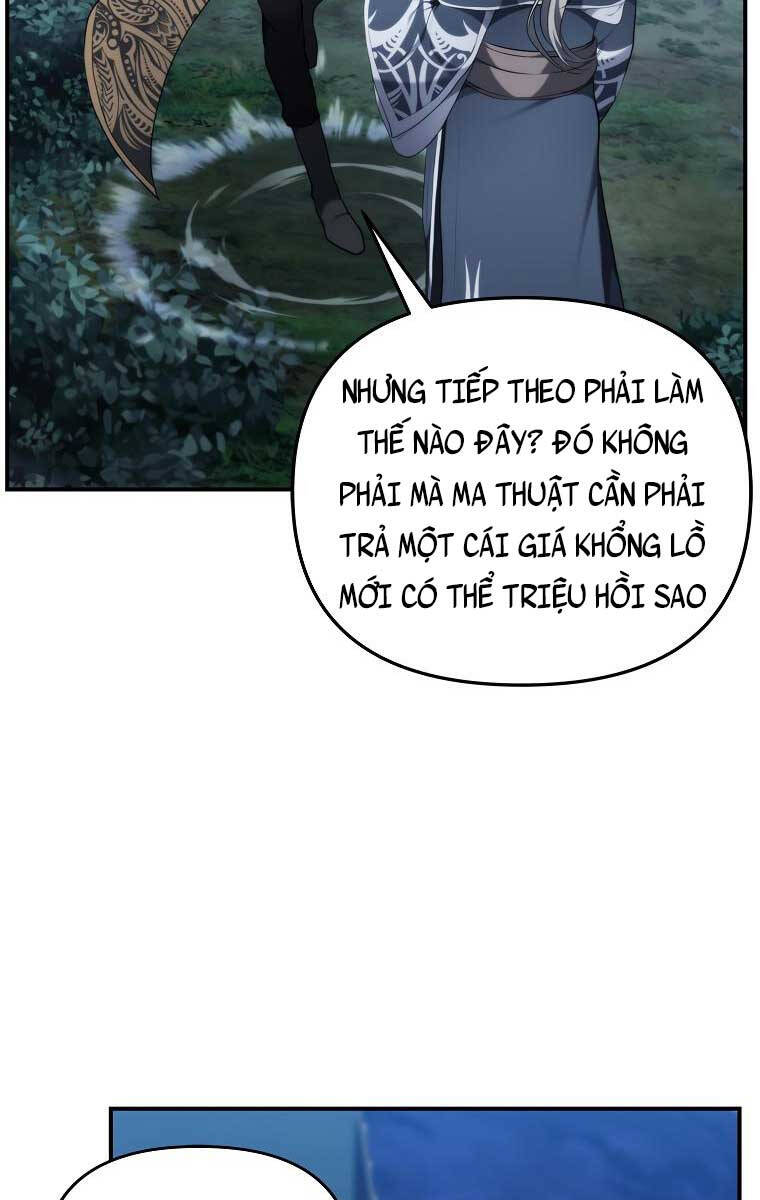 NHƯNG TIẾP THEO PHẢI LÀM
THẾ NÀO ĐÂY? ĐÓ KHÔNG
PHẢI MÀ MA THUẬT CẦN PHẢI
TRẢ MỘT CÁI GIÁ KHỔNG LỒ
MỚI CÓ THỂ TRIỆU HỒI SAO